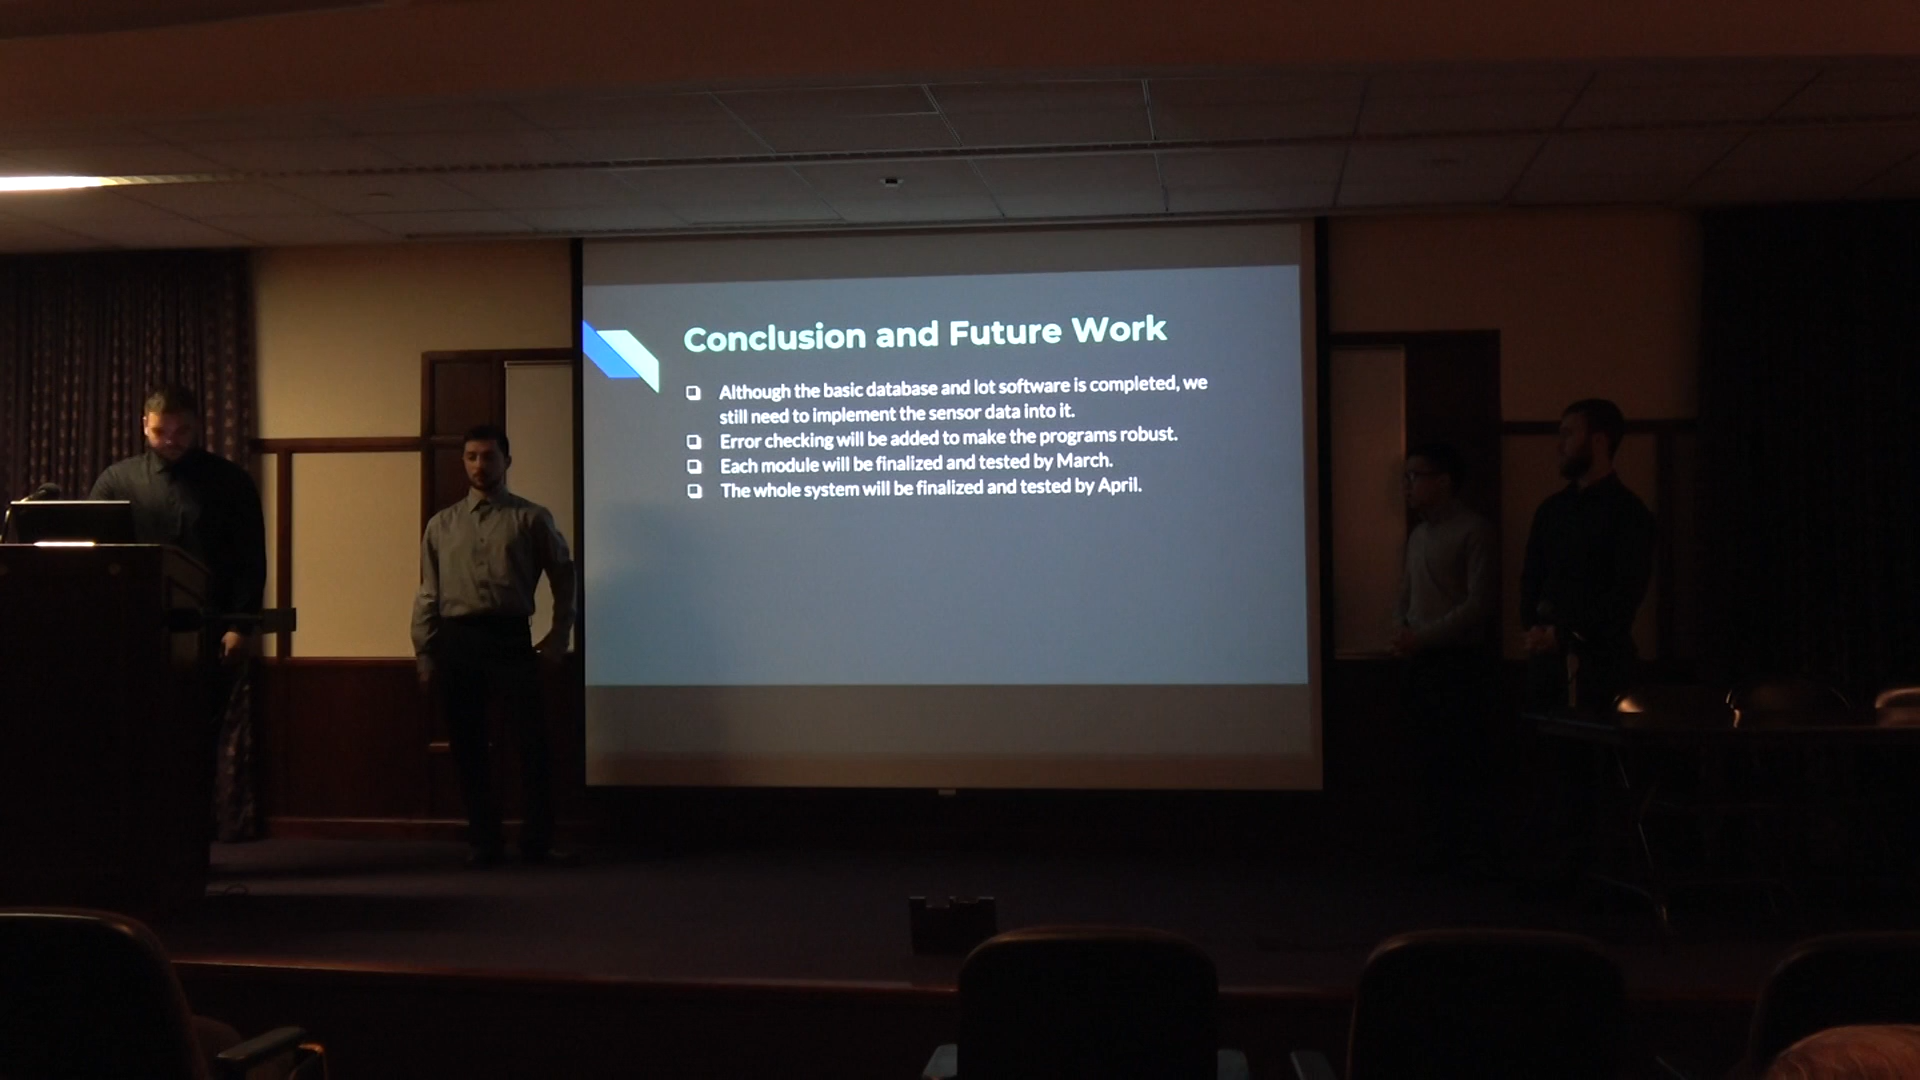 Conclusion and Future Work
❏ Although the basic database and lot software is completed, we
still need to implement the sensor data into it.
❏ Error checking will be added to make the programs robust.
❏ Each module will be finalized and tested by March.
❏ The whole system will be finalized and tested by April.